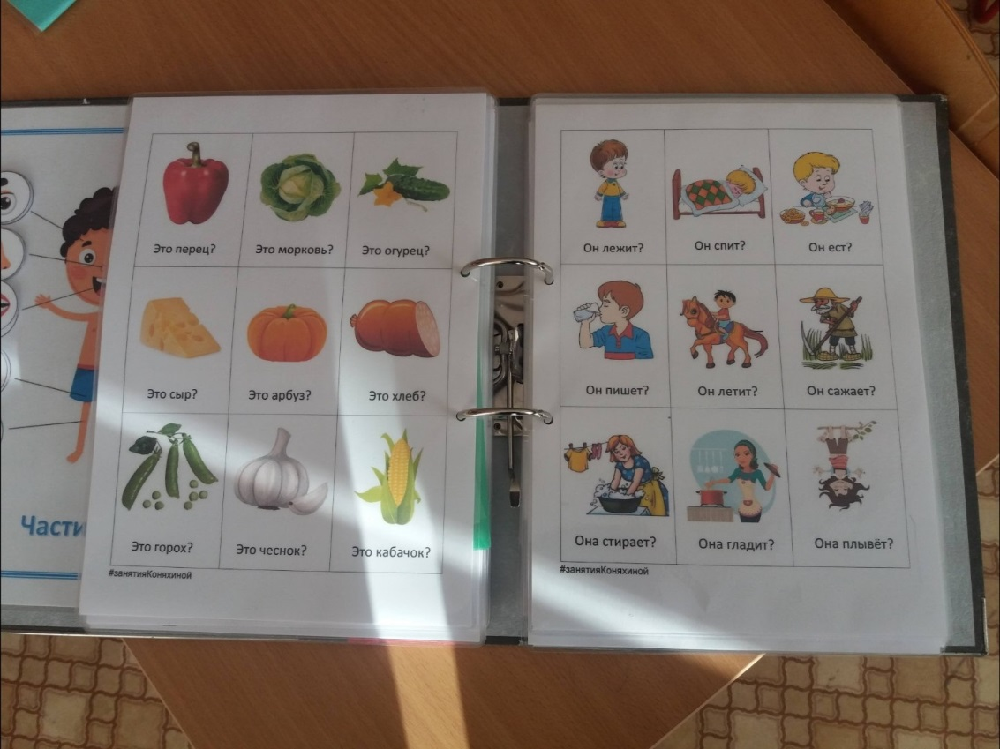 Это перец?
Это морковь?
Это огурец?
Это сыр?
Это арбуз?
Это хлеб?
Это горох?
Это чеснок?
Это кабачок?
#занятияКоняхиной
Он лежит?
Он спит?
Он ест?
Он пишет?
Он летит?
Он сажает?
Она стирает?
Она гладит?
Она плывёт?
#занятияКоняхиной